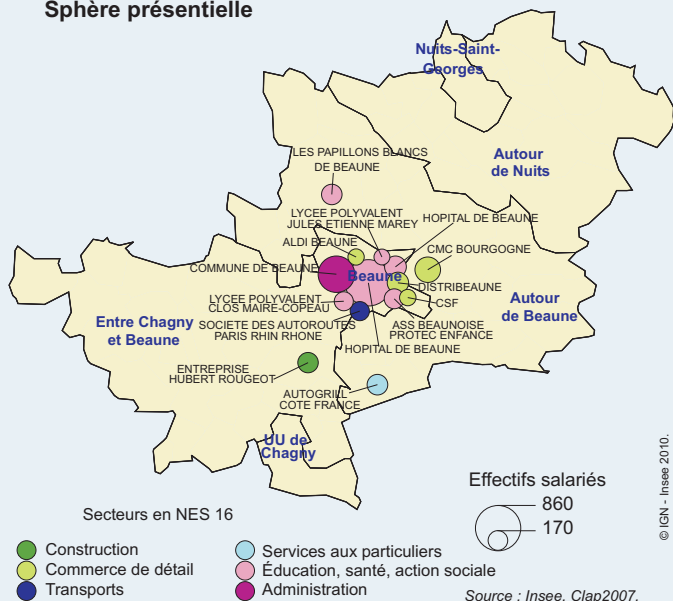 Sphère présentielle
Nuits-Saint-
Georges
Autour
de Nuits
LES PAPILLONS BLANCS
DE BEAUNE
LYCEE POLYVALENT
JULES ETIENNE MAREY
HOPITAL DE BEAUNE
ALDI BEAUNE
CMC BOURGOGNE
COMMUNE DE BEAUNE
Beaune
DISTRIBEAUNE
CSF
LYCEE POLYVALENT
CLOS MAIRE-COPEAU
Autour
de Beaune
Entre Chagny
et Beaune
SOCIETE DES AUTOROUTES
PARIS RHIN RHONE
ASS BEAUNOISE
PROTEC ENFANCE
HOPITAL DE BEAUNE
ENTREPRISE
HUBERT ROUGEOT
AUTOGRILL
COTE FRANCE
UU de
Chagny
© IGN - Insee 2010.
Effectifs salariés
860
170
Secteurs en NES 16
Construction
Commerce de détail
Transports
Services aux particuliers
Éducation, santé, action sociale
Administration
Source : Insee, Clap2007.